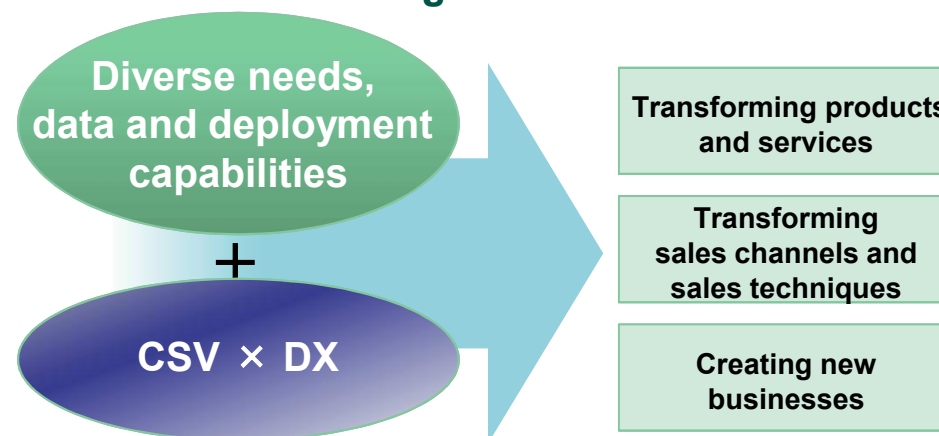 Diverse needs,
data and deployment
capabilities
+
CSV × DX
Transforming products
and services
Transforming
sales channels and
sales techniques
Creating new
businesses